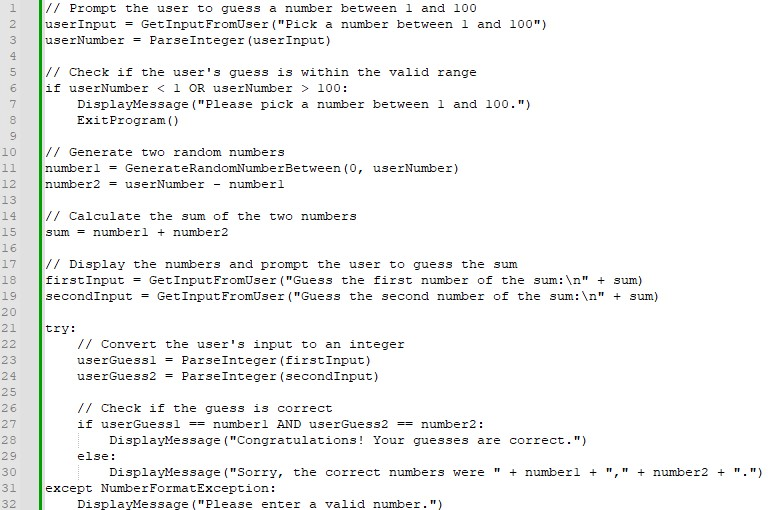 1 // Prompt the user to guess a number between 1 and 100
2 userInput = GetInputFromUser("Pick a number between 1 and 100")
3 userNumber = ParseInteger(userInput)
4
5 // Check if the user's guess is within the valid range
6 if userNumber < 1 OR userNumber > 100:
7     DisplayMessage("Please pick a number between 1 and 100.")
8     ExitProgram()
9
10 // Generate two random numbers
11 number1 = GenerateRandomNumberBetween(0, userNumber)
12 number2 = userNumber - number1
13
14 // Calculate the sum of the two numbers
15 sum = number1 + number2
16
17 // Display the numbers and prompt the user to guess the sum
18 firstInput = GetInputFromUser("Guess the first number of the sum:\n" + sum)
19 secondInput = GetInputFromUser("Guess the second number of the sum:\n" + sum)
20
21 try:
22     // Convert the user's input to an integer
23     userGuess1 = ParseInteger(firstInput)
24     userGuess2 = ParseInteger(secondInput)
25
26     // Check if the guess is correct
27     if userGuess1 == number1 AND userGuess2 == number2:
28         DisplayMessage("Congratulations! Your guesses are correct.")
29     else:
30         DisplayMessage("Sorry, the correct numbers were " + number1 + "," + number2 + ".")
31 except NumberFormatException:
32     DisplayMessage("Please enter a valid number.")